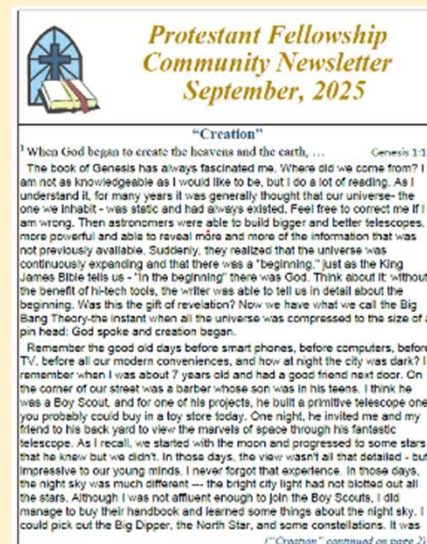 Protestant Fellowship
Community Newsletter
September, 2025
“Creation”
¹ When God began to create the heavens and the earth, … Genesis 1:1
The book of Genesis has always fascinated me. Where did we come from? I
am not as knowledgeable as I would like to be, but I do a lot of reading. As I
understand it, for many years it was generally thought that our universe- the
one we inhabit - was static and had always existed. Feel free to correct me if I
am wrong. Then astronomers were able to build bigger and better telescopes,
more powerful and able to reveal more and more of the information that was
not previously available. Suddenly, they realized that the universe was
continuously expanding and that there was a "beginning," just as the King
James Bible tells us - "In the beginning" there was God. Think about it; without
the benefit of hi-tech tools, the writer was able to tell us in detail about the
beginning. Was this the gift of revelation? Now we have what we call the Big
Bang Theory-the instant when all the universe was compressed to the size of a
pin head: God spoke and creation began.
Remember the good old days before smart phones, before computers, before
TV, before all our modern conveniences, and how at night the city was dark? I
remember when I was about 7 years old and had a good friend next door. On
the corner of our street was a barber whose son was in his teens. I think he
was a Boy Scout, and for one of his projects, he built a primitive telescope one
you probably could buy in a toy store today. One night, he invited me and my
friend to his back yard to view the marvels of space through his fantastic
telescope. As I recall, we started with the moon and progressed to some stars
that he knew but we didn't. In those days, the view wasn't all that detailed - but
impressive to our young minds. I never forgot that experience. In those days,
the night sky was much different --- the bright city light had not blotted out all
the stars. Although I was not affluent enough to join the Boy Scouts, I did
manage to buy their handbook and learned some things about the night sky. I
could pick out the Big Dipper, the North Star, and some constellations. It was
("Creation" continued on page 2)